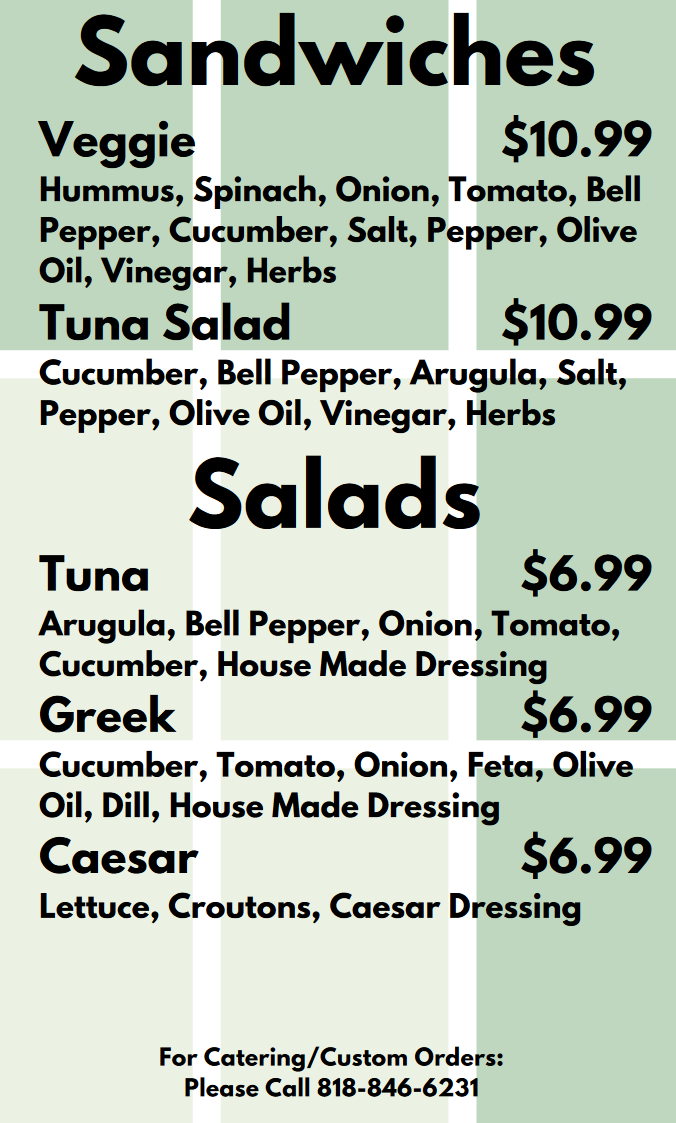 Sandwiches
Veggie $10.99
Hummus, Spinach, Onion, Tomato, Bell
Pepper, Cucumber, Salt, Pepper, Olive
Oil, Vinegar, Herbs
Tuna Salad $10.99
Cucumber, Bell Pepper, Arugula, Salt,
Pepper, Olive Oil, Vinegar, Herbs
Salads
Tuna $6.99
Arugula, Bell Pepper, Onion, Tomato,
Cucumber, House Made Dressing
Greek $6.99
Cucumber, Tomato, Onion, Feta, Olive
Oil, Dill, House Made Dressing
Caesar $6.99
Lettuce, Croutons, Caesar Dressing
For Catering/Custom Orders:
Please Call 818-846-6231